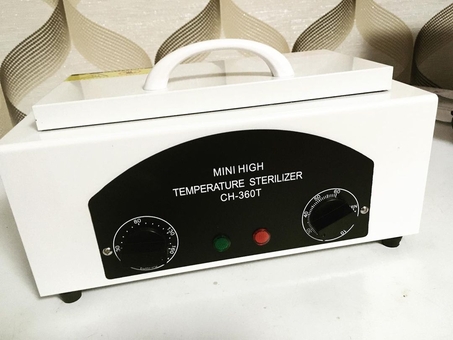 MINI HIGH
TEMPERATURE STERILIZER
CH-360T